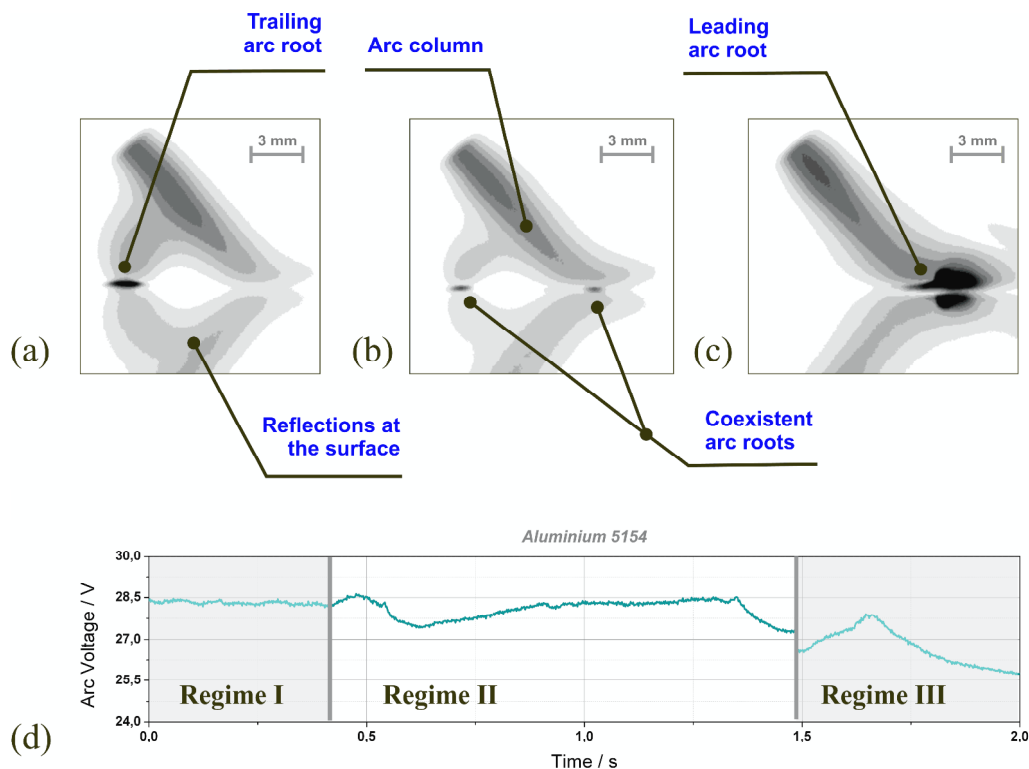 Trailing
arc root
Arc column
Leading
arc root
3 mm
3 mm
3 mm
(a)
(b)
(c)
Reflections at
the surface
Coexistent
arc roots
Aluminium 5154
30,0
28,5
27,0
25,5
24,0
Arc Voltage / V
Regime I
Regime II
Regime III
(d)
0,0
0,5
1,0
1,5
2,0
Time / s